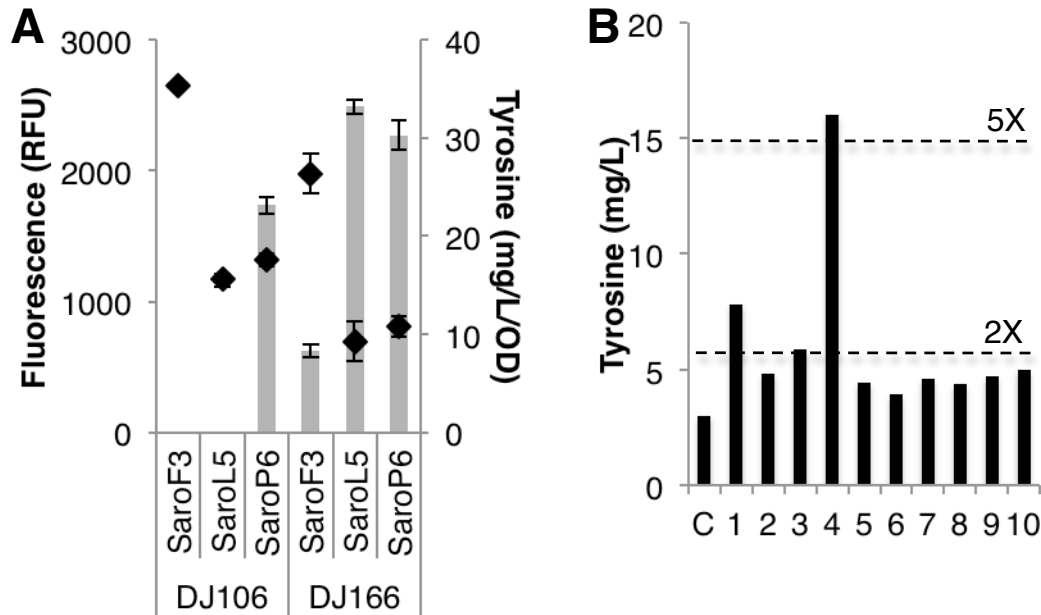 A
3000
2000
1000
0
Fluorescence (RFU)
40
30
20
10
0
Tyrosine (mg/L/OD)
SaroF3
SaroL5
SaroP6
SaroF3
SaroL5
SaroP6
DJ106
DJ166
B
20
15
10
5
0
Tyrosine (mg/L)
5X
2X
C 1 2 3 4 5 6 7 8 9 10